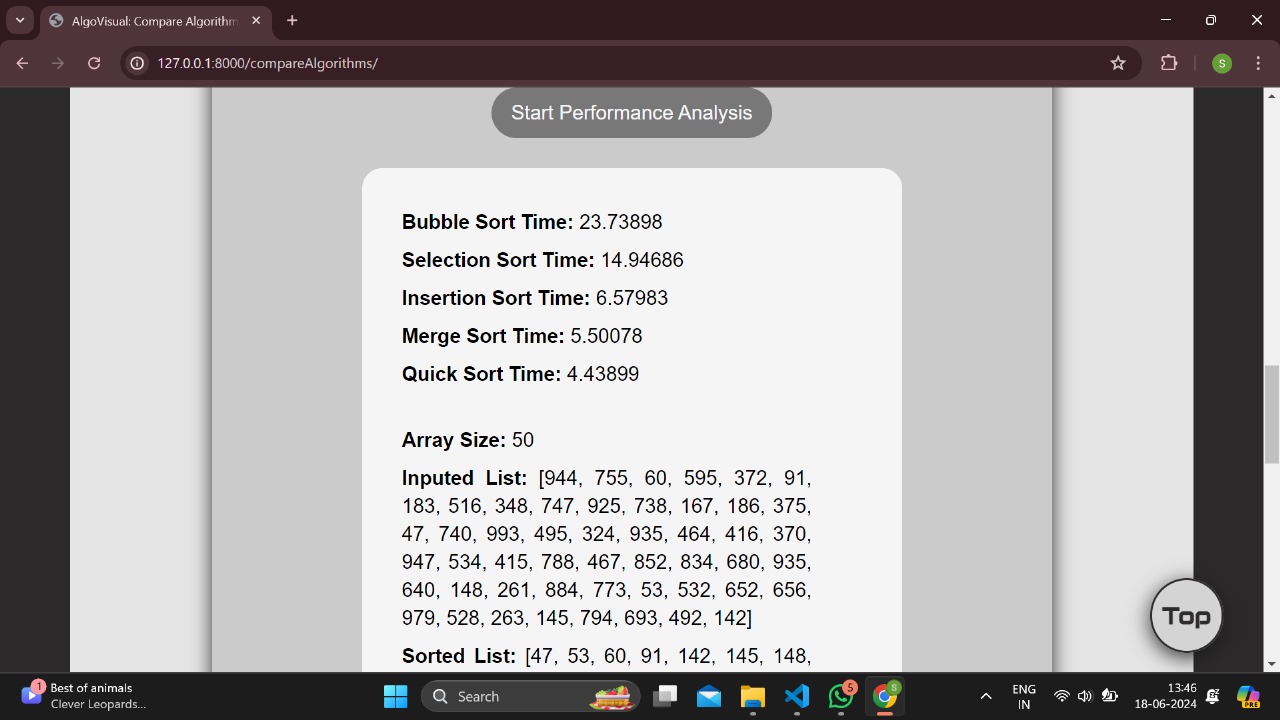 AlgoVisual: Compare Algorithm
127.0.0.1:8000/compareAlgorithms/
S
Start Performance Analysis
Bubble Sort Time: 23.73898
Selection Sort Time: 14.94686
Insertion Sort Time: 6.57983
Merge Sort Time: 5.50078
Quick Sort Time: 4.43899
Array Size: 50
Inputed List: [944, 755, 60, 595, 372, 91,
183, 516, 348, 747, 925, 738, 167, 186, 375,
47, 740, 993, 495, 324, 935, 464, 416, 370,
947, 534, 415, 788, 467, 852, 834, 680, 935,
640, 148, 261, 884, 773, 53, 532, 652, 656,
979, 528, 263, 145, 794, 693, 492, 142]
Sorted List: [47, 53, 60, 91, 142, 145, 148,
Top
1
Best of animals
Clever Leopards...
Search
5
S
ENG
IN
13:46
18-06-2024
PRE